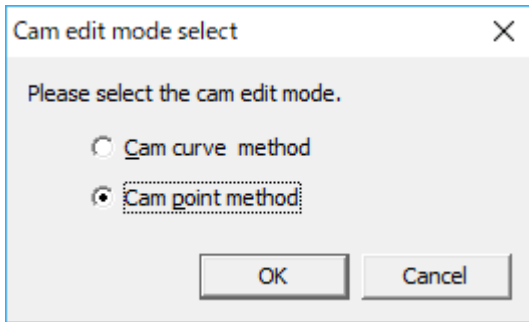 Cam edit mode select
Please select the cam edit mode.
Cam curve  method
Cam point method
OK
Cancel